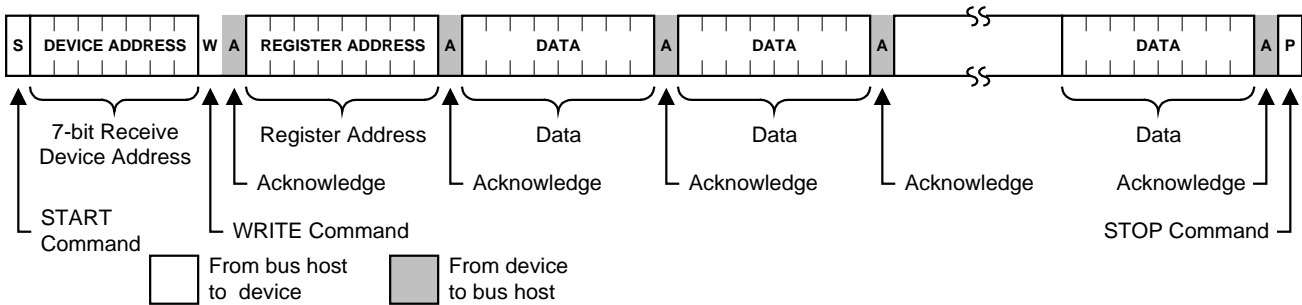 S DEVICE ADDRESS W A REGISTER ADDRESS A DATA A DATA A DATA A P
7-bit Receive
Device Address
Register Address
Data
Data
Data
Acknowledge
Acknowledge
Acknowledge
Acknowledge
Acknowledge
START
Command
WRITE Command
STOP Command
From bus host
to device
From device
to bus host